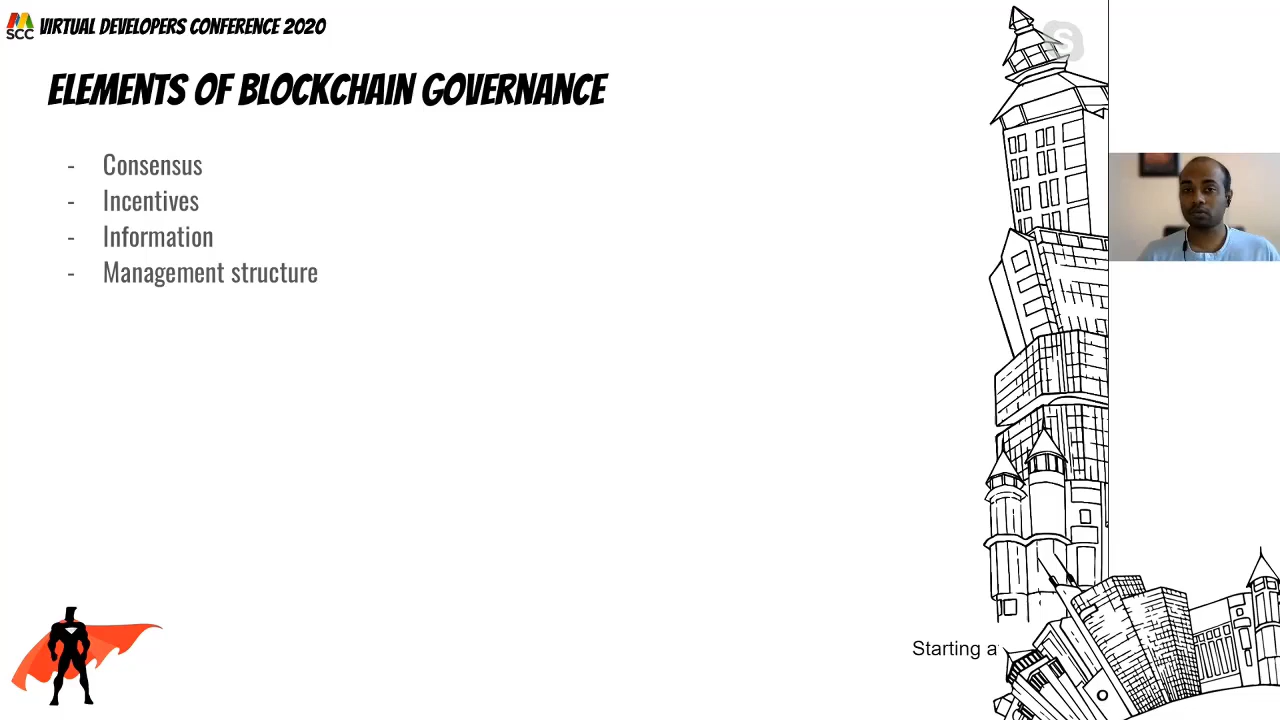 SCC VIRTUAL DEVELOPERS CONFERENCE 2020
ELEMENTS OF BLOCKCHAIN GOVERNANCE
- Consensus
- Incentives
- Information
- Management structure
Starting a